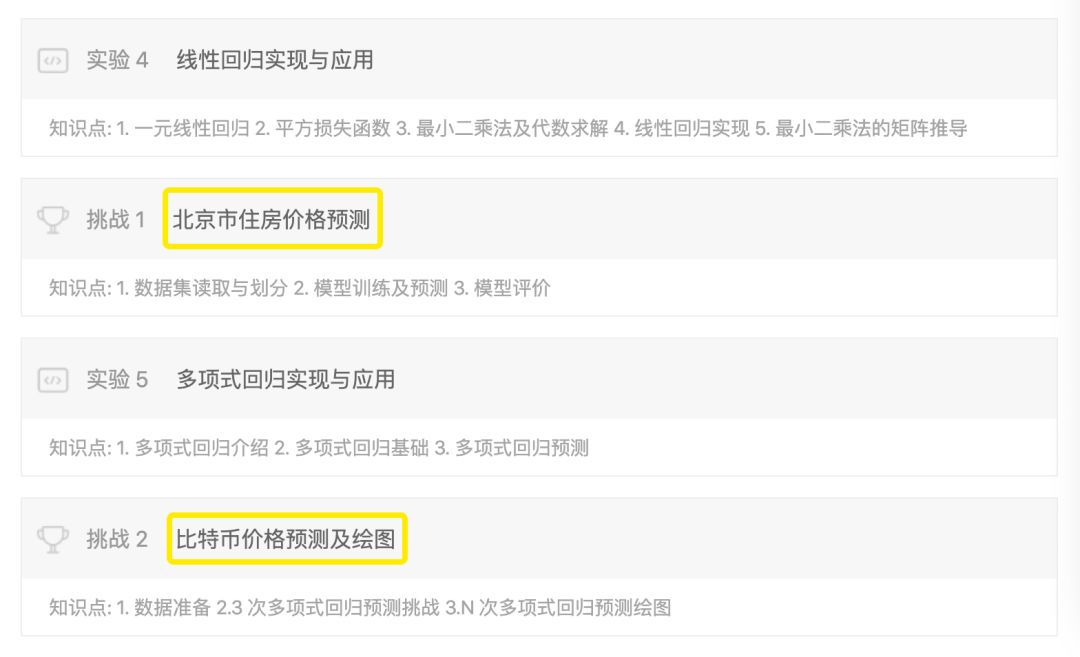 实验 4 线性回归实现与应用
知识点: 1. 一元线性回归 2. 平方损失函数 3. 最小二乘法及代数求解 4. 线性回归实现 5. 最小二乘法的矩阵推导
挑战 1 北京市住房价格预测
知识点: 1. 数据集读取与划分 2. 模型训练及预测 3. 模型评价
实验 5 多项式回归实现与应用
知识点: 1. 多项式回归介绍 2. 多项式回归基础 3. 多项式回归预测
挑战 2 比特币价格预测及绘图
知识点: 1. 数据准备 2.3 次多项式回归预测挑战 3.N 次多项式回归预测绘图